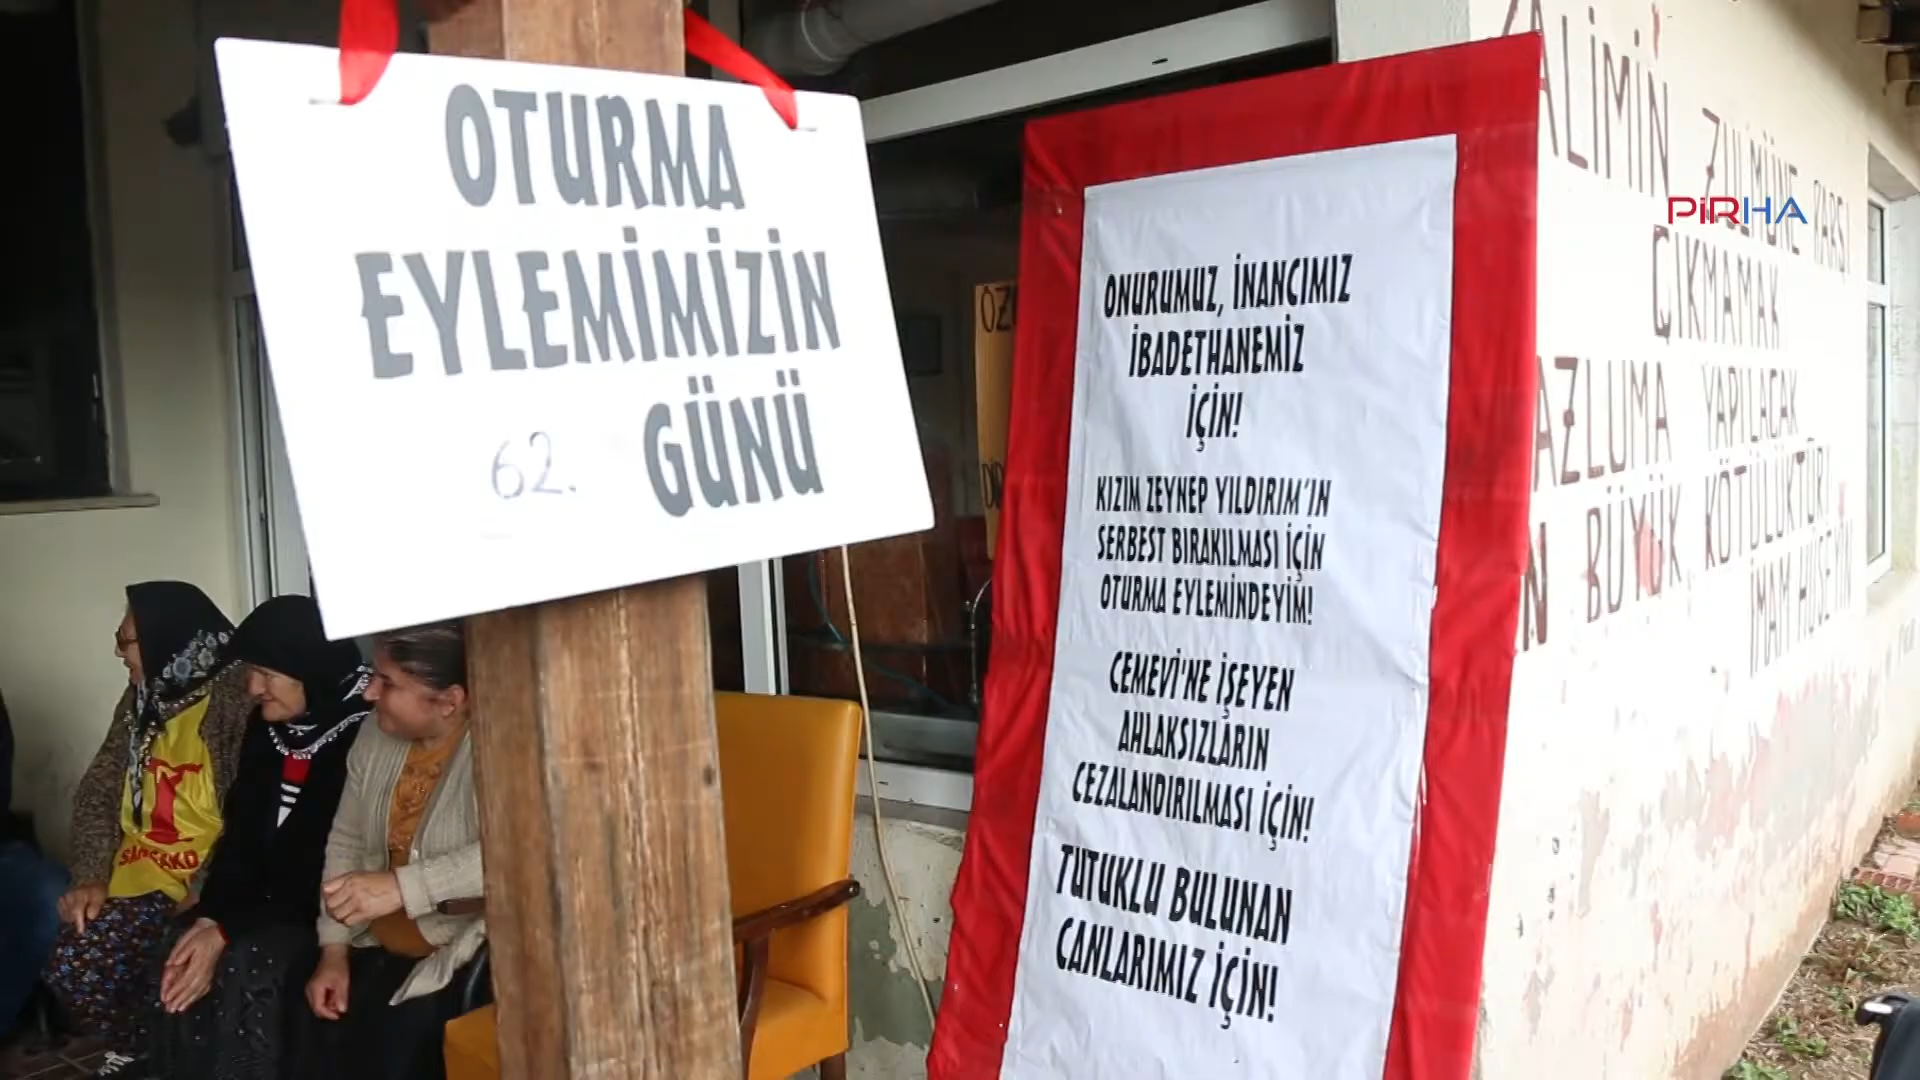 OTURMA
EYLEMİMİZİN
62. GÜNÜ
ONURUMUZ, İNANCIMIZ
İBADETHANEMİZ
İÇİN!
KIZIM ZEYNEP YILDIRIM'IN
SERBEST BIRAKILMASI İÇİN
OTURMA EYLEMİNDEYİM!
CEMEVİ'NE İŞEYEN
AHLAKSIZLARIN
CEZALANDIRILMASI İÇİN!
TUTUKLU BULUNAN
CANLARIMIZ İÇİN!
ZALİMİN ZULMÜNE KARŞI
ÇIKMAMAK
AZLUMA YAPILACAK
N BÜYÜK KÖTÜLÜKTÜR!
İMAM HÜSEYİN
PİRHA